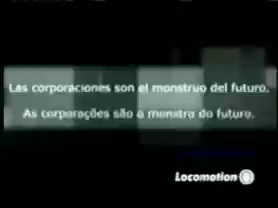 Las corporaciones son el monstruo del futuro.
As corporações são o monstro do futuro.
Locomotion